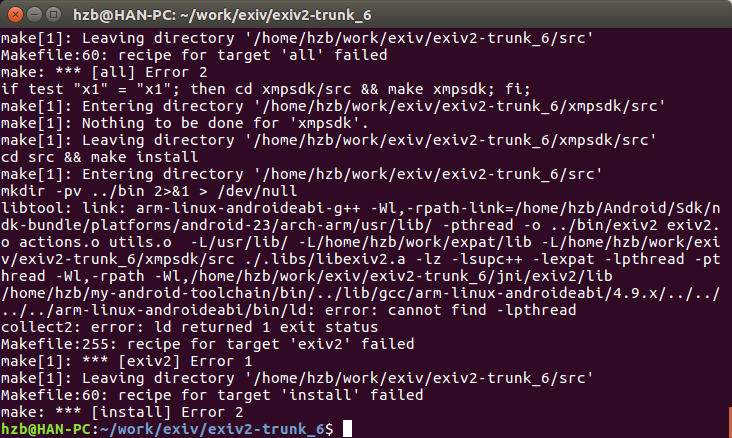 hzb@HAN-PC: ~/work/exiv/exiv2-trunk_6
make[1]: Leaving directory '/home/hzb/work/exiv/exiv2-trunk_6/src'
Makefile:60: recipe for target 'all' failed
make: *** [all] Error 2
if test "x1" = "x1"; then cd xmpsdk/src && make xmpsdk; fi;
make[1]: Entering directory '/home/hzb/work/exiv/exiv2-trunk_6/xmpsdk/src'
make[1]: Nothing to be done for 'xmpsdk'.
make[1]: Leaving directory '/home/hzb/work/exiv/exiv2-trunk_6/xmpsdk/src'
cd src && make install
make[1]: Entering directory '/home/hzb/work/exiv/exiv2-trunk_6/src'
mkdir -pv ../bin 2>&1 > /dev/null
libtool: link: arm-linux-androideabi-g++ -Wl,-rpath-link=/home/hzb/Android/Sdk/n
dk-bundle/platforms/android-23/arch-arm/usr/lib/ -pthread -o ../bin/exiv2 exiv2.
o actions.o utils.o  -L/usr/lib/ -L/home/hzb/work/expat/lib -L/home/hzb/work/exi
v/exiv2-trunk_6/xmpsdk/src ./.libs/libexiv2.a -lz -lsupc++ -lexpat -lpthread -pt
hread -Wl,-rpath -Wl,/home/hzb/work/exiv/exiv2-trunk_6/jni/exiv2/lib
/home/hzb/my-android-toolchain/bin/../lib/gcc/arm-linux-androideabi/4.9.x/../../
../../arm-linux-androideabi/bin/ld: error: cannot find -lpthread
collect2: error: ld returned 1 exit status
Makefile:255: recipe for target 'exiv2' failed
make[1]: *** [exiv2] Error 1
make[1]: Leaving directory '/home/hzb/work/exiv/exiv2-trunk_6/src'
Makefile:60: recipe for target 'install' failed
make: *** [install] Error 2
hzb@HAN-PC:~/work/exiv/exiv2-trunk_6$